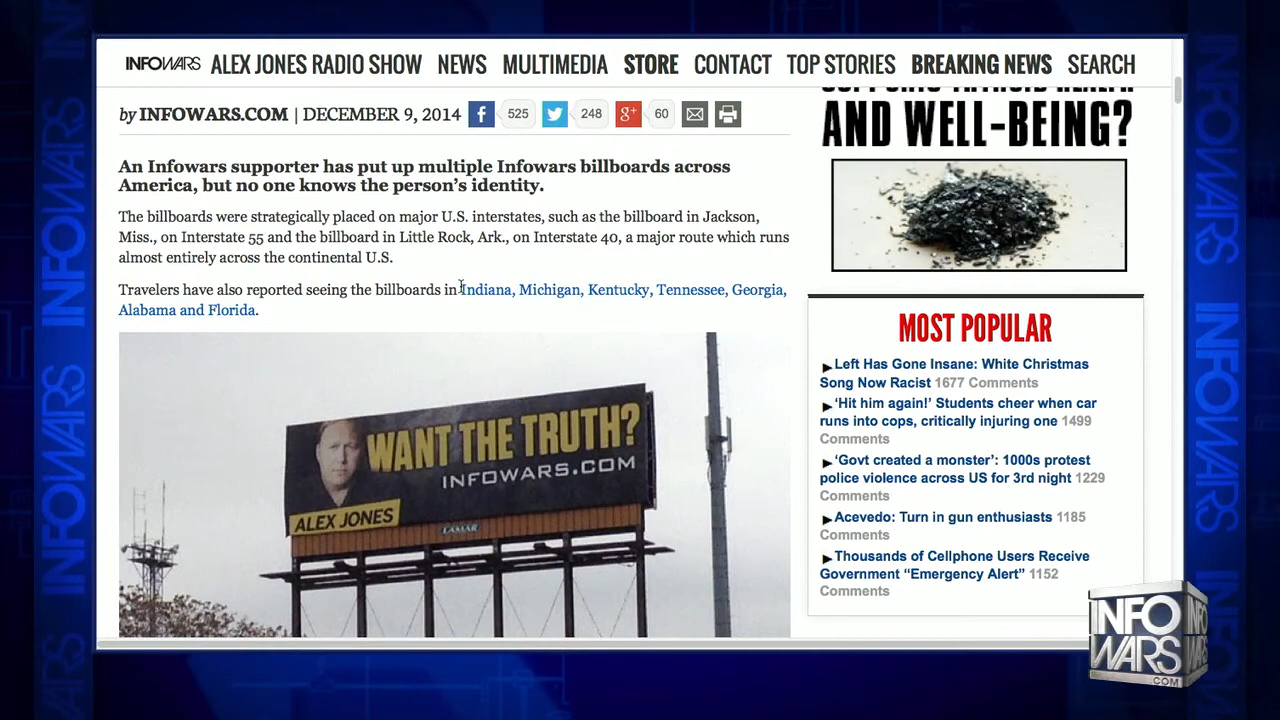 INFOWARS ALEX JONES RADIO SHOW NEWS MULTIMEDIA STORE CONTACT TOP STORIES BREAKING NEWS SEARCH
by INFOWARS.COM | DECEMBER 9, 2014 525 248 60
An Infowars supporter has put up multiple Infowars billboards across
America, but no one knows the person's identity.
The billboards were strategically placed on major U.S. interstates, such as the billboard in Jackson,
Miss., on Interstate 55 and the billboard in Little Rock, Ark., on Interstate 40, a major route which runs
almost entirely across the continental U.S.
Travelers have also reported seeing the billboards in Indiana, Michigan, Kentucky, Tennessee, Georgia,
Alabama and Florida.
WANT THE TRUTH?
INFOWARS.COM
ALEX JONES
LAMAR
AND WELL-BEING?
MOST POPULAR
Left Has Gone Insane: White Christmas
Song Now Racist 1677 Comments
‘Hit him again!’ Students cheer when car
runs into cops, critically injuring one 1499
Comments
‘Govt created a monster’: 1000s protest
police violence across US for 3rd night 1229
Comments
Acevedo: Turn in gun enthusiasts 1185
Comments
Thousands of Cellphone Users Receive
Government “Emergency Alert” 1152
Comments
INFO
WARS
.COM
INFOWARS
INFOWARS
INFOWARS
INFOWARS